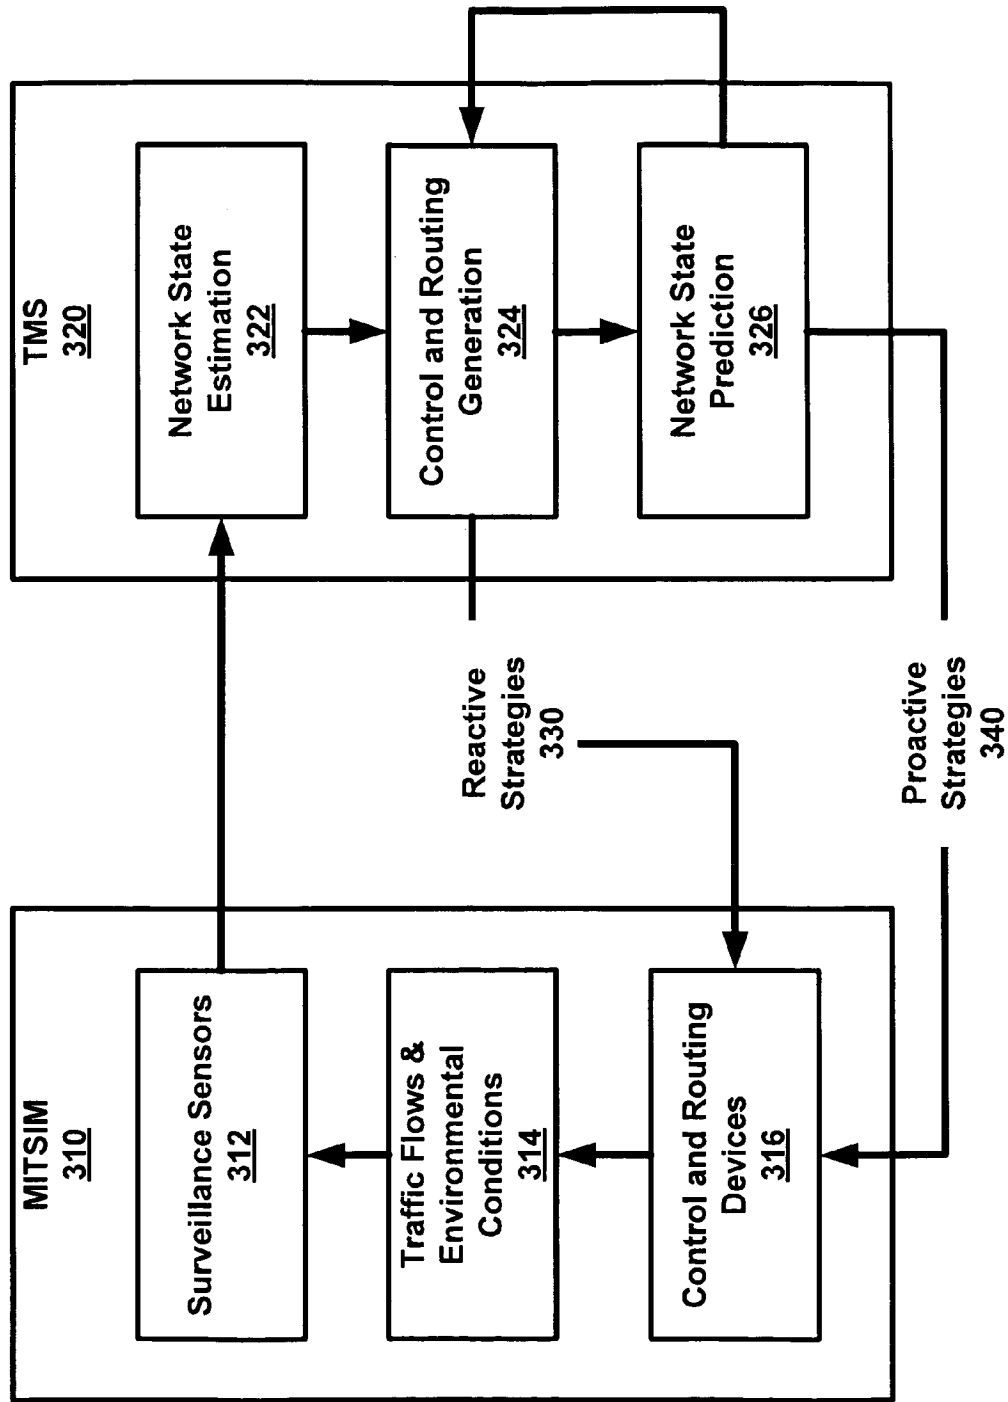 MITSIM
310
Surveillance Sensors
312
Traffic Flows &
Environmental
Conditions
314
Control and Routing
Devices
316
Reactive
Strategies
330
Proactive
Strategies
340
TMS
320
Network State
Estimation
322
Control and Routing
Generation
324
Network State
Prediction
326